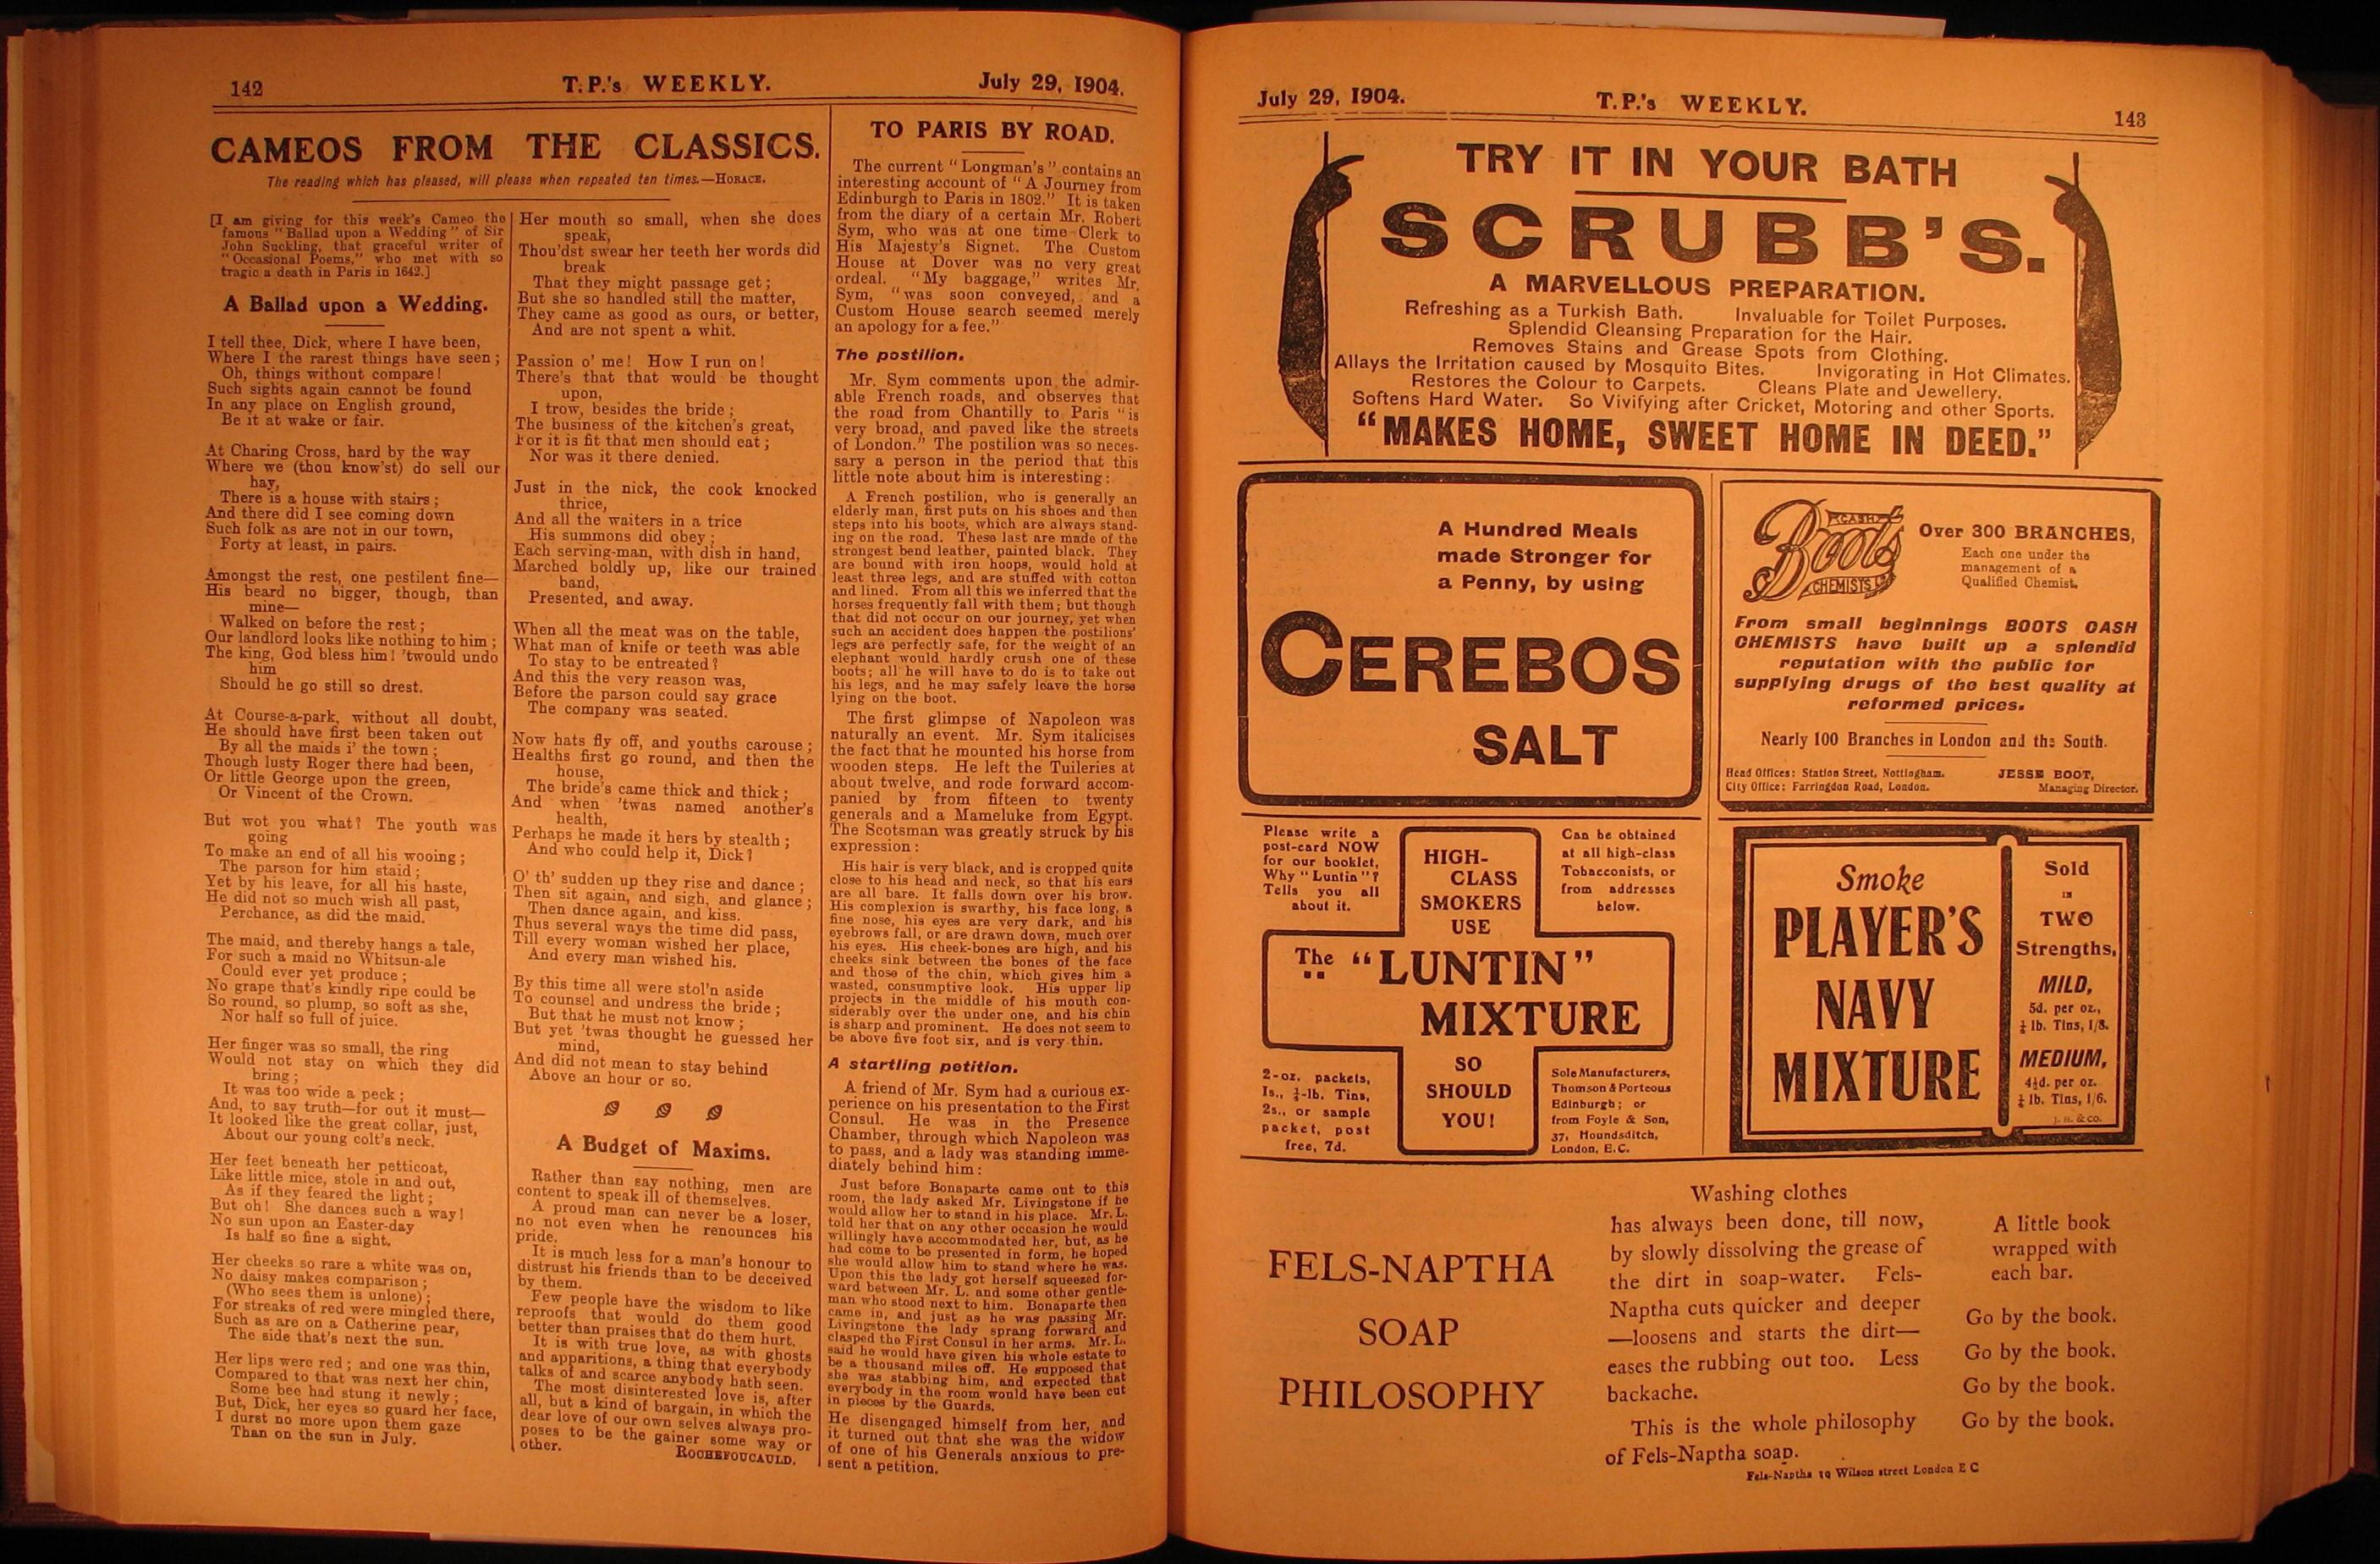 142
T.P.'s WEEKLY.
July 29, 1904.
CAMEOS FROM THE CLASSICS.
The reading which has pleased, will please when repeated ten times.—HORACE.
[I am giving for this week's Cameo the
famous "Ballad upon a Wedding" of Sir
John Suckling, that graceful writer of
"Occasional Poems," who met with so
tragic a death in Paris in 1642.]
A Ballad upon a Wedding.
I tell thee, Dick, where I have been,
Where I the rarest things have seen;
Oh, things without compare!
Such sights again cannot be found
In any place on English ground,
Be it at wake or fair.
At Charing Cross, hard by the way
Where we (thou know'st) do sell our
hay,
There is a house with stairs;
And there did I see coming down
Such folk as are not in our town,
Forty at least, in pairs.
Amongst the rest, one pestilent fine—
His beard no bigger, though, than
mine—
Walked on before the rest;
Our landlord looks like nothing to him;
The king, God bless him! 'twould undo
him
Should he go still so drest.
At Course-a-park, without all doubt,
He should have first been taken out
By all the maids i' the town;
Though lusty Roger there had been,
Or little George upon the green,
Or Vincent of the Crown.
But wot you what? The youth was
going
To make an end of all his wooing;
The parson for him staid;
Yet by his leave, for all his haste,
He did not so much wish all past,
Perchance, as did the maid.
The maid, and thereby hangs a tale,
For such a maid no Whitsun-ale
Could ever yet produce;
No grape that's kindly ripe could be
So round, so plump, so soft as she,
Nor half so full of juice.
Her finger was so small, the ring
Would not stay on which they did
bring;
It was too wide a peck;
And, to say truth—for out it must—
It looked like the great collar, just,
About our young colt's neck.
Her feet beneath her petticoat,
Like little mice, stole in and out,
As if they feared the light;
But oh! She dances such a way!
No sun upon an Easter-day
Is half so fine a sight.
Her cheeks so rare a white was on,
No daisy makes comparison;
(Who sees them is unlone);
For streaks of red were mingled there,
Such as are on a Catherine pear,
The side that's next the sun.
Her lips were red; and one was thin,
Compared to that was next her chin,
Some bee had stung it newly;
But, Dick, her eyes so guard her face,
I durst no more upon them gaze
Than on the sun in July.
Her mouth so small, when she does
speak,
Thou'dst swear her teeth her words did
break
That they might passage get;
But she so handled still the matter,
They came as good as ours, or better,
And are not spent a whit.
Passion o' me! How I run on!
There's that that would be thought
upon,
I trow, besides the bride;
The business of the kitchen's great,
For it is fit that men should eat;
Nor was it there denied.
Just in the nick, the cook knocked
thrice,
And all the waiters in a trice
His summons did obey;
Each serving-man, with dish in hand,
Marched boldly up, like our trained
band,
Presented, and away.
When all the meat was on the table,
What man of knife or teeth was able
To stay to be entreated?
And this the very reason was,
Before the parson could say grace
The company was seated.
Now hats fly off, and youths carouse;
Healths first go round, and then the
house,
The bride's came thick and thick;
And when 'twas named another's
health,
Perhaps he made it hers by stealth;
And who could help it, Dick?
O' th' sudden up they rise and dance;
Then sit again, and sigh, and glance;
Then dance again, and kiss.
Thus several ways the time did pass,
Till every woman wished her place,
And every man wished his.
By this time all were stol'n aside
To counsel and undress the bride;
But that he must not know;
But yet 'twas thought he guessed her
mind,
And did not mean to stay behind
Above an hour or so.
A Budget of Maxims.
Rather than say nothing, men are
content to speak ill of themselves.
A proud man can never be a loser,
no not even when he renounces his
pride.
It is much less for a man's honour to
distrust his friends than to be deceived
by them.
Few people have the wisdom to like
reproofs that would do them good
better than praises that do them hurt.
It is with true love, as with ghosts
and apparitions, a thing that everybody
talks of and scarce anybody hath seen.
The most disinterested love is, after
all, but a kind of bargain, in which the
dear love of our own selves always pro-
poses to be the gainer some way or
other.
ROCHEFOUCAULD.
TO PARIS BY ROAD.
The current "Longman's" contains an
interesting account of "A Journey from
Edinburgh to Paris in 1802." It is taken
from the diary of a certain Mr. Robert
Sym, who was at one time Clerk to
His Majesty's Signet. The Custom
House at Dover was no very great
ordeal. "My baggage," writes Mr.
Sym, "was soon conveyed, and a
Custom House search seemed merely
an apology for a fee."
The postilion.
Mr. Sym comments upon the admir-
able French roads, and observes that
the road from Chantilly to Paris "is
very broad, and paved like the streets
of London." The postilion was so neces-
sary a person in the period that this
little note about him is interesting:
A French postilion, who is generally an
elderly man, first puts on his shoes and then
steps into his boots, which are always stand-
ing on the road. These last are made of the
strongest bend leather, painted black. They
are bound with iron hoops, would hold at
least three legs, and are stuffed with cotton
and lined. From all this we inferred that the
horses frequently fall with them; but though
that did not occur on our journey, yet when
such an accident does happen the postilions'
legs are perfectly safe, for the weight of an
elephant would hardly crush one of these
boots; all he will have to do is to take out
his legs, and he may safely leave the horse
lying on the boot.
The first glimpse of Napoleon was
naturally an event. Mr. Sym italicises
the fact that he mounted his horse from
wooden steps. He left the Tuileries at
about twelve, and rode forward accom-
panied by from fifteen to twenty
generals and a Mameluke from Egypt.
The Scotsman was greatly struck by his
expression:
His hair is very black, and is cropped quite
close to his head and neck, so that his ears
are all bare. It falls down over his brow.
His complexion is swarthy, his face long, a
fine nose, his eyes are very dark, and his
eyebrows fall, or are drawn down, much over
his eyes. His cheek-bones are high, and his
cheeks sink between the bones of the face
and those of the chin, which gives him a
wasted, consumptive look. His upper lip
projects in the middle of his mouth con-
siderably over the under one, and his chin
is sharp and prominent. He does not seem to
be above five foot six, and is very thin.
A startling petition.
A friend of Mr. Sym had a curious ex-
perience on his presentation to the First
Consul. He was in the Presence
Chamber, through which Napoleon was
to pass, and a lady was standing imme-
diately behind him:
Just before Bonaparte came out to this
room, the lady asked Mr. Livingstone if he
would allow her to stand in his place. Mr. L.
told her that on any other occasion he would
willingly have accommodated her, but, as he
had come to be presented in form, he hoped
she would allow him to stand where he was.
Upon this the lady got herself squeezed for-
ward between Mr. L. and some other gentle-
man who stood next to him. Bonaparte then
came in, and just as he was passing Mr.
Livingstone the lady sprang forward and
clasped the First Consul in her arms. Mr. L.
said he would have given his whole estate to
be a thousand miles off. He supposed that
she was stabbing him, and expected that
everybody in the room would have been cut
in pieces by the Guards.
He disengaged himself from her, and
it turned out that she was the widow
of one of his Generals anxious to pre-
sent a petition.
July 29, 1904.
T.P.'s WEEKLY.
143
TRY IT IN YOUR BATH
SCRUBB'S.
A MARVELLOUS PREPARATION.
Refreshing as a Turkish Bath. Invaluable for Toilet Purposes.
Splendid Cleansing Preparation for the Hair.
Removes Stains and Grease Spots from Clothing.
Allays the Irritation caused by Mosquito Bites. Invigorating in Hot Climates.
Restores the Colour to Carpets. Cleans Plate and Jewellery.
Softens Hard Water. So Vivifying after Cricket, Motoring and other Sports.
"MAKES HOME, SWEET HOME IN DEED."
A Hundred Meals
made Stronger for
a Penny, by using
CEREBOS
SALT
Boots
CASH
CHEMISTS LD
Over 300 BRANCHES,
Each one under the
management of a
Qualified Chemist.
From small beginnings BOOTS CASH
CHEMISTS have built up a splendid
reputation with the public for
supplying drugs of the best quality at
reformed prices.
Nearly 100 Branches in London and the South.
Head Offices: Station Street, Nottingham.
City Office: Farringdon Road, London.
JESSE BOOT,
Managing Director.
Please write a
post-card NOW
for our booklet,
Why "Luntin"?
Tells you all
about it.
HIGH-
CLASS
SMOKERS
USE
Can be obtained
at all high-class
Tobacconists, or
from addresses
below.
The "LUNTIN"
MIXTURE
2-oz. packets,
1s., ¼-lb. Tins,
2s., or sample
packet, post
free, 7d.
SO
SHOULD
YOU!
Sole Manufacturers,
Thomson & Porteous
Edinburgh; or
from Foyle & Son,
37, Houndsditch,
London, E.C.
Smoke
PLAYER'S
NAVY
MIXTURE
Sold
IN
TWO
Strengths,
MILD,
5d. per oz.,
¼ lb. Tins, 1/8.
MEDIUM,
4½d. per oz.
¼ lb. Tins, 1/6.
FELS-NAPTHA
SOAP
PHILOSOPHY
Washing clothes
has always been done, till now,
by slowly dissolving the grease of
the dirt in soap-water. Fels-
Naptha cuts quicker and deeper
—loosens and starts the dirt—
eases the rubbing out too. Less
backache.
This is the whole philosophy
of Fels-Naptha soap.
A little book
wrapped with
each bar.
Go by the book.
Go by the book.
Go by the book.
Go by the book.
Fels-Naptha 19 Wilson street London E C